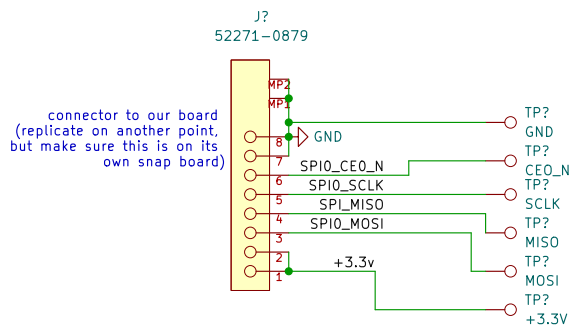 J?
52271-0879
MP2
MP1
connector to our board
(replicate on another point,
but make sure this is on its
own snap board)
8
GND
7
SPI0_CE0_N
6
SPI0_SCLK
5
SPI_MISO
4
SPI0_MOSI
3
2
+3.3v
1
TP?
GND
TP?
CE0_N
TP?
SCLK
TP?
MISO
TP?
MOSI
TP?
+3.3V